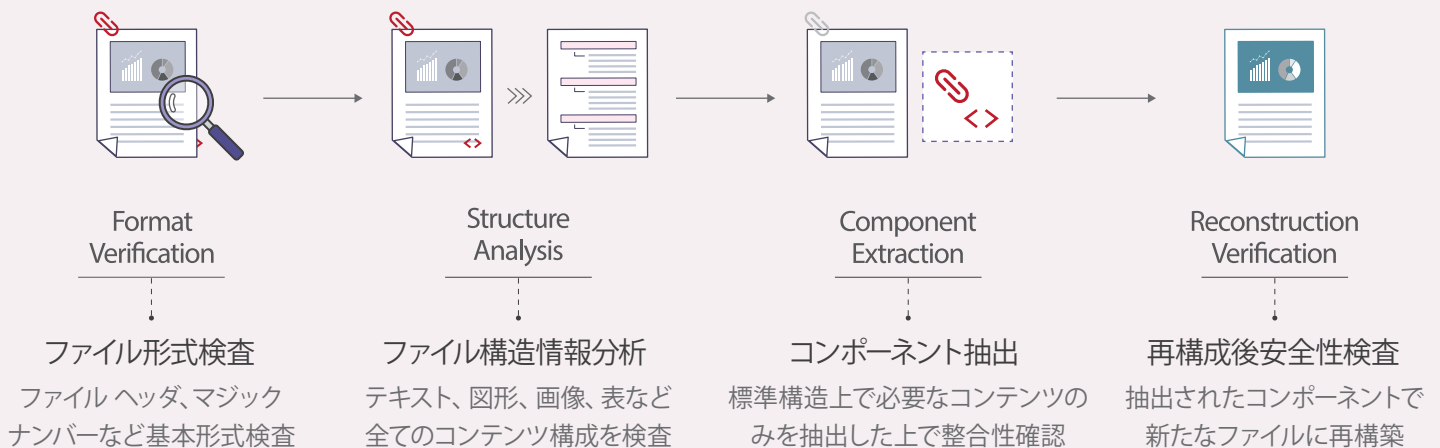 Format
Verification
ファイル形式検査
ファイル ヘッダ、マジック
ナンバーなど基本形式検査
Structure
Analysis
ファイル構造情報分析
テキスト、図形、画像、表など
全てのコンテンツ構成を検査
Component
Extraction
コンポーネント抽出
標準構造上で必要なコンテンツの
みを抽出した上で整合性確認
Reconstruction
Verification
再構成後安全性検査
抽出されたコンポーネントで
新たなファイルに再構築